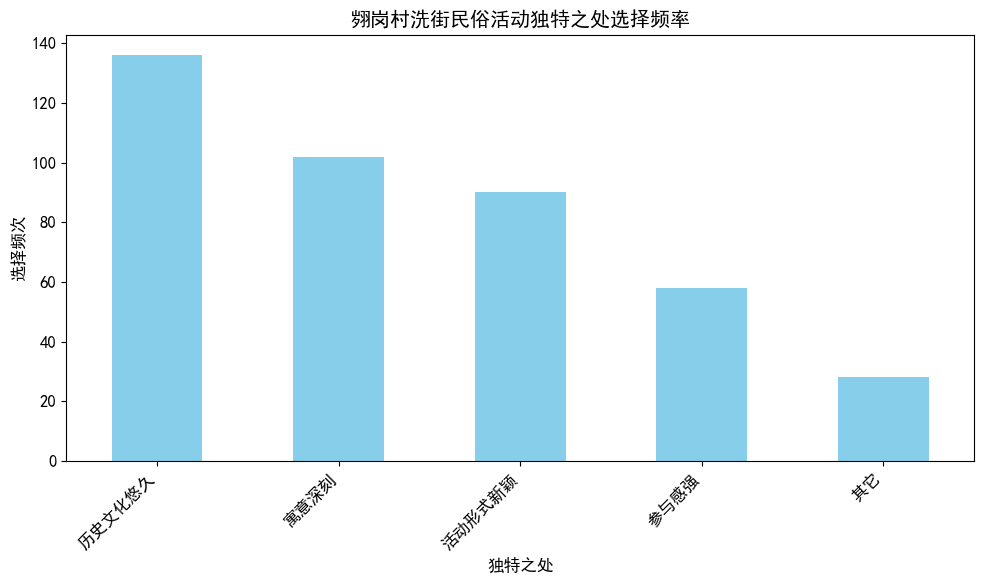 翙岗村洗街民俗活动独特之处选择频率
140
120
100
80
60
40
20
0
选择频次
历史文化悠久
寓意深刻
活动形式新颖
参与感强
其它
独特之处